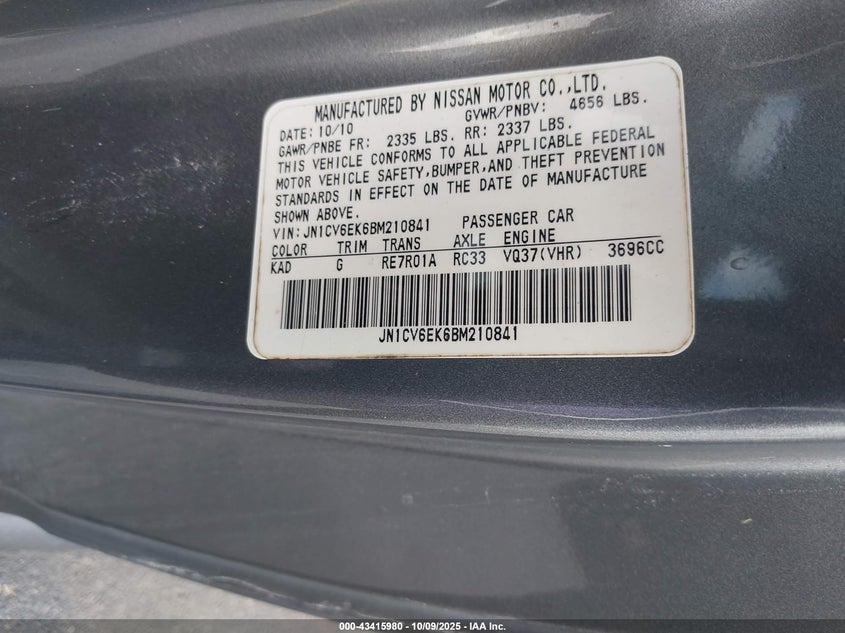 MANUFACTURED BY NISSAN MOTOR CO.,LTD.
DATE: 10/10 GVWR/PNBV: 4656 LBS.
GAWR/PNBE FR: 2335 LBS. RR: 2337 LBS.
THIS VEHICLE CONFORMS TO ALL APPLICABLE FEDERAL
MOTOR VEHICLE SAFETY,BUMPER,AND THEFT PREVENTION
STANDARDS IN EFFECT ON THE DATE OF MANUFACTURE
SHOWN ABOVE.
VIN:JN1CV6EK6BM210841 PASSENGER CAR
COLOR TRIM TRANS AXLE ENGINE
KAD G RE7R01A RC33 VQ37(VHR) 3696CC
JN1CV6EK6BM210841
000-43415980 - 10/09/2025 - IAA Inc.